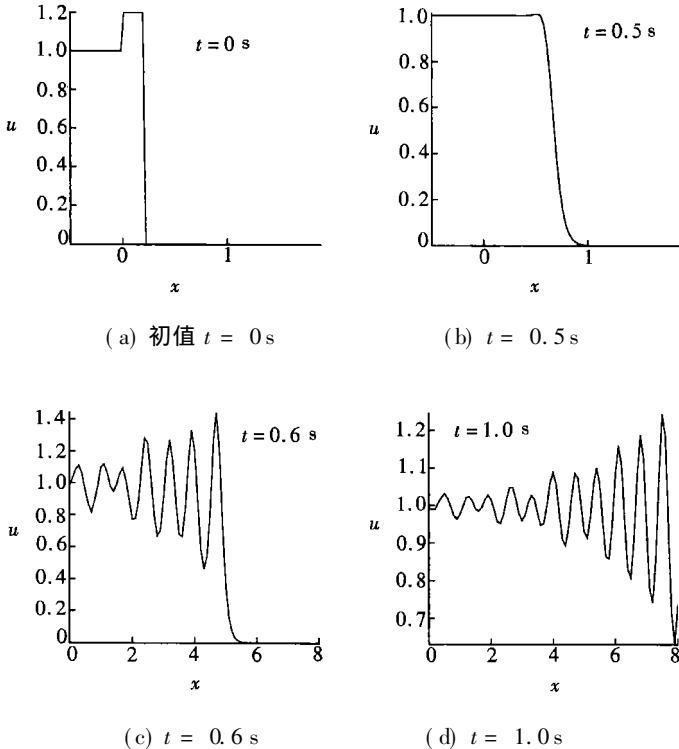 1.2
1.0
0.8
0.6
0.4
0.2
0
u
t = 0 s
0 1
x
(a) 初值 t = 0 s
1.0
0.8
0.6
0.4
0.2
0
u
t = 0.5 s
0 1
x
(b) t = 0.5 s
1.4
1.2
1.0
0.8
0.6
0.4
0.2
0
u
t = 0.6 s
0 2 4 6 8
x
(c) t = 0.6 s
1.2
1.1
1.0
0.9
0.8
0.7
u
t = 1.0 s
0 2 4 6 8
x
(d) t = 1.0 s